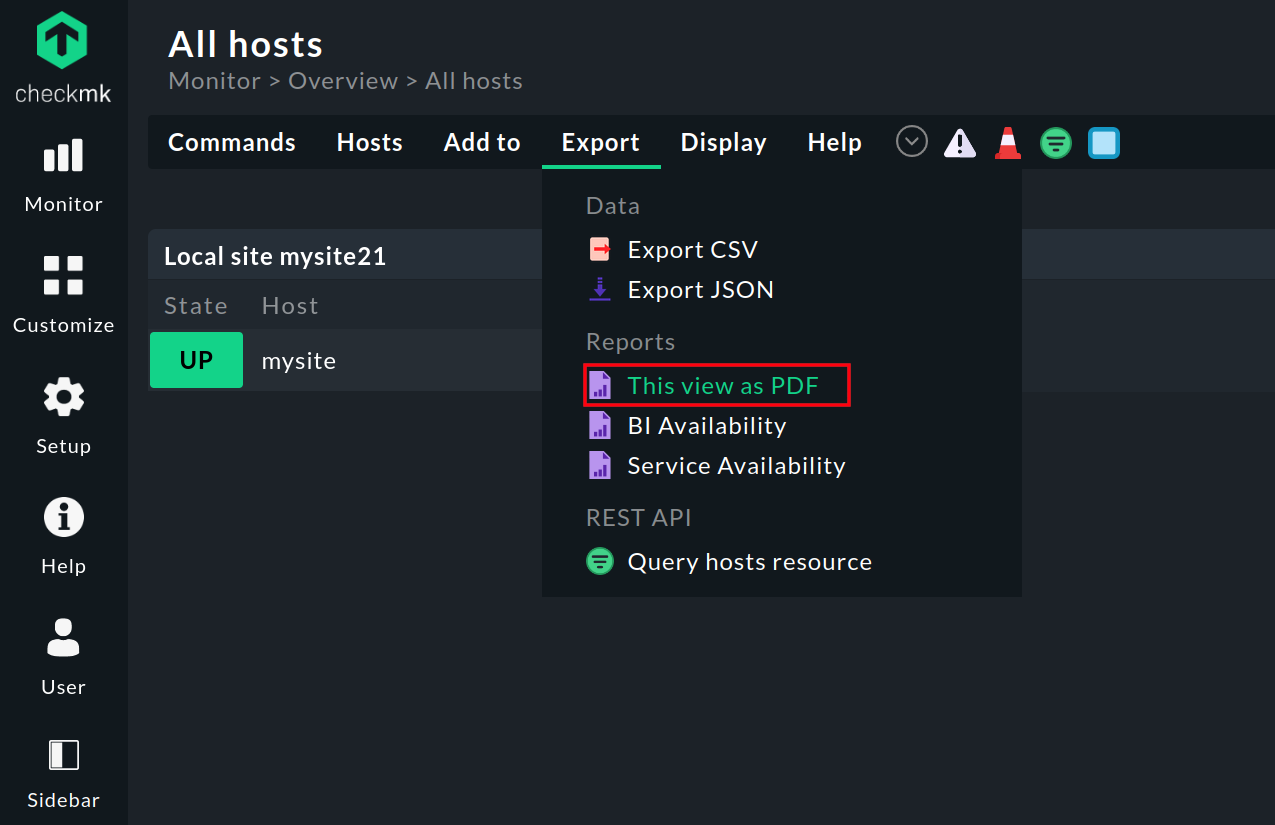 checkmk
Monitor
Customize
Setup
Help
User
Sidebar
All hosts
Monitor > Overview > All hosts
Commands Hosts Add to Export Display Help
Local site mysite21
State Host
UP mysite
Data
Export CSV
Export JSON
Reports
This view as PDF
BI Availability
Service Availability
REST API
Query hosts resource